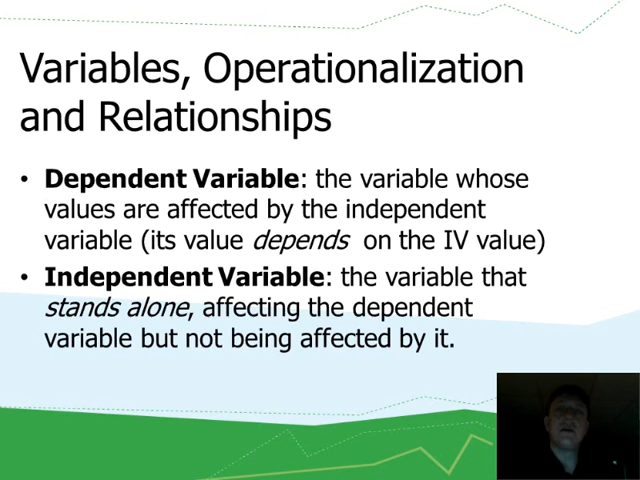 Variables, Operationalization
and Relationships
• Dependent Variable: the variable whose
values are affected by the independent
variable (its value depends on the IV value)
• Independent Variable: the variable that
stands alone, affecting the dependent
variable but not being affected by it.